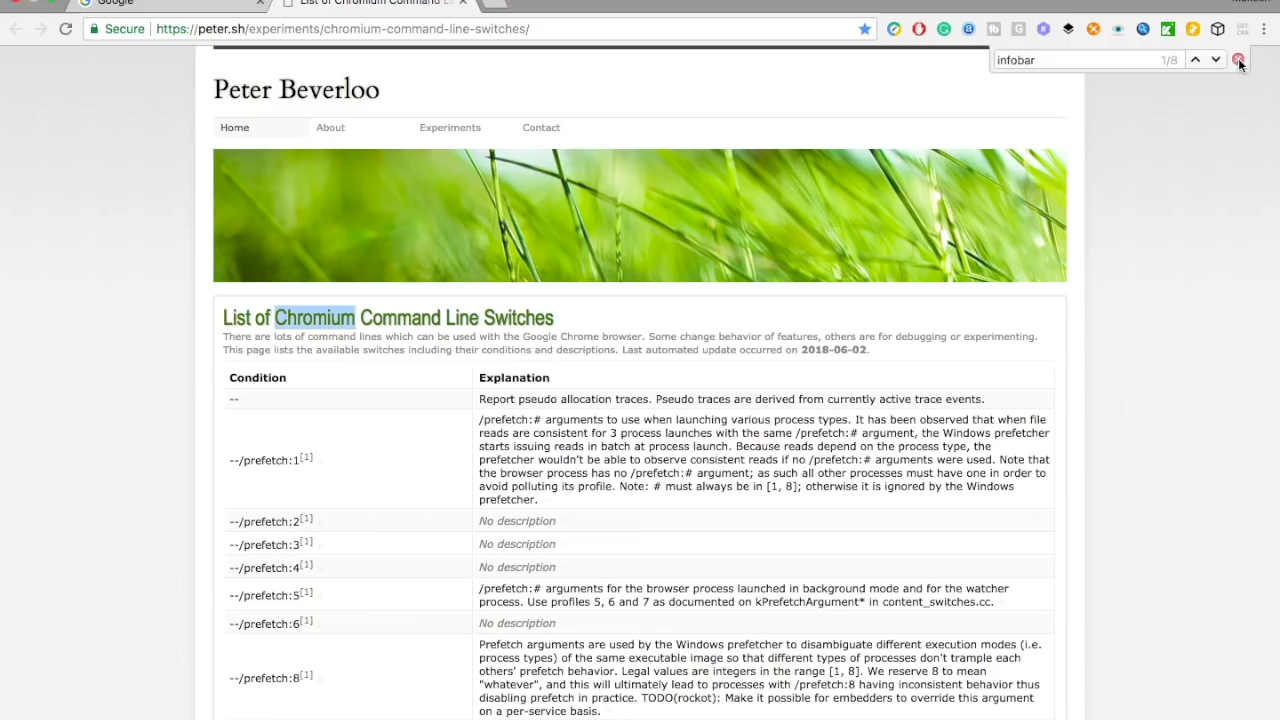 Google
List of Chromium Command Li
Secure https://peter.sh/experiments/chromium-command-line-switches/
GET CRX
infobar 1/8
Peter Beverloo
Home About Experiments Contact
List of Chromium Command Line Switches
There are lots of command lines which can be used with the Google Chrome browser. Some change behavior of features, others are for debugging or experimenting.
This page lists the available switches including their conditions and descriptions. Last automated update occurred on 2018-06-02.
Condition Explanation
-- Report pseudo allocation traces. Pseudo traces are derived from currently active trace events.
/prefetch:# arguments to use when launching various process types. It has been observed that when file
reads are consistent for 3 process launches with the same /prefetch:# argument, the Windows prefetcher
starts issuing reads in batch at process launch. Because reads depend on the process type, the
--/prefetch:1[1] prefetcher wouldn't be able to observe consistent reads if no /prefetch:# arguments were used. Note that
the browser process has no /prefetch:# argument; as such all other processes must have one in order to
avoid polluting its profile. Note: # must always be in [1, 8]; otherwise it is ignored by the Windows
prefetcher.
--/prefetch:2[1] No description
--/prefetch:3[1] No description
--/prefetch:4[1] No description
--/prefetch:5[1] /prefetch:# arguments for the browser process launched in background mode and for the watcher
process. Use profiles 5, 6 and 7 as documented on kPrefetchArgument* in content_switches.cc.
--/prefetch:6[1] No description
Prefetch arguments are used by the Windows prefetcher to disambiguate different execution modes (i.e.
process types) of the same executable image so that different types of processes don't trample each
--/prefetch:8[1] others' prefetch behavior. Legal values are integers in the range [1, 8]. We reserve 8 to mean
"whatever", and this will ultimately lead to processes with /prefetch:8 having inconsistent behavior thus
disabling prefetch in practice. TODO(rockot): Make it possible for embedders to override this argument
on a per-service basis.